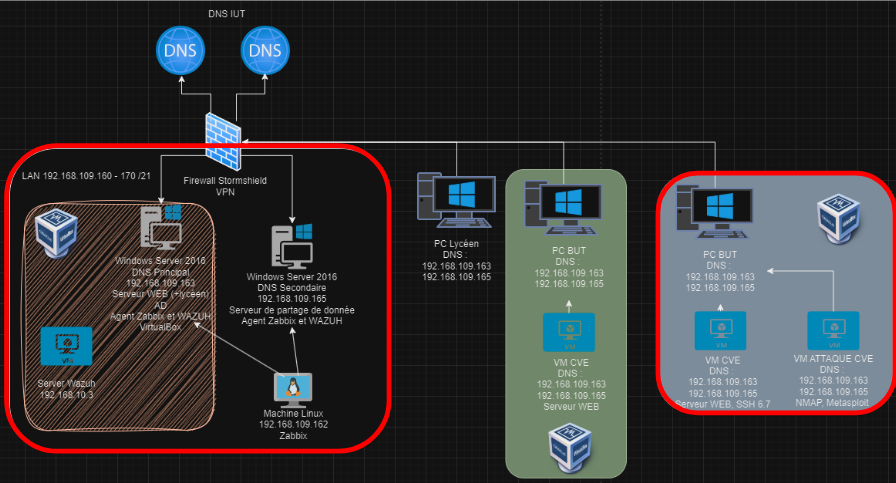 DNS IUT
DNS
DNS
LAN 192.168.109.160 - 170 /21
Firewall Stormshield
VPN
Windows Server 2016
DNS Principal
192.168.109.163
Serveur WEB (+lycéen)
AD
Agent Zabbix et WAZUH
VirtualBox
VM
Server Wazuh
192.168.10.3
Windows Server 2016
DNS Secondaire
192.168.109.165
Serveur de partage de donnée
Agent Zabbix et WAZUH
Machine Linux
192.168.109.162
Zabbix
PC Lycéen
DNS :
192.168.109.163
192.168.109.165
PC BUT
DNS :
192.168.109.163
192.168.109.165
VM
VM CVE
DNS :
192.168.109.163
192.168.109.165
Serveur WEB
PC BUT
DNS :
192.168.109.163
192.168.109.165
VM
VM CVE
DNS :
192.168.109.163
192.168.109.165
Serveur WEB, SSH 6.7
VM
VM ATTAQUE CVE
DNS :
192.168.109.163
192.168.109.165
NMAP, Metasploit